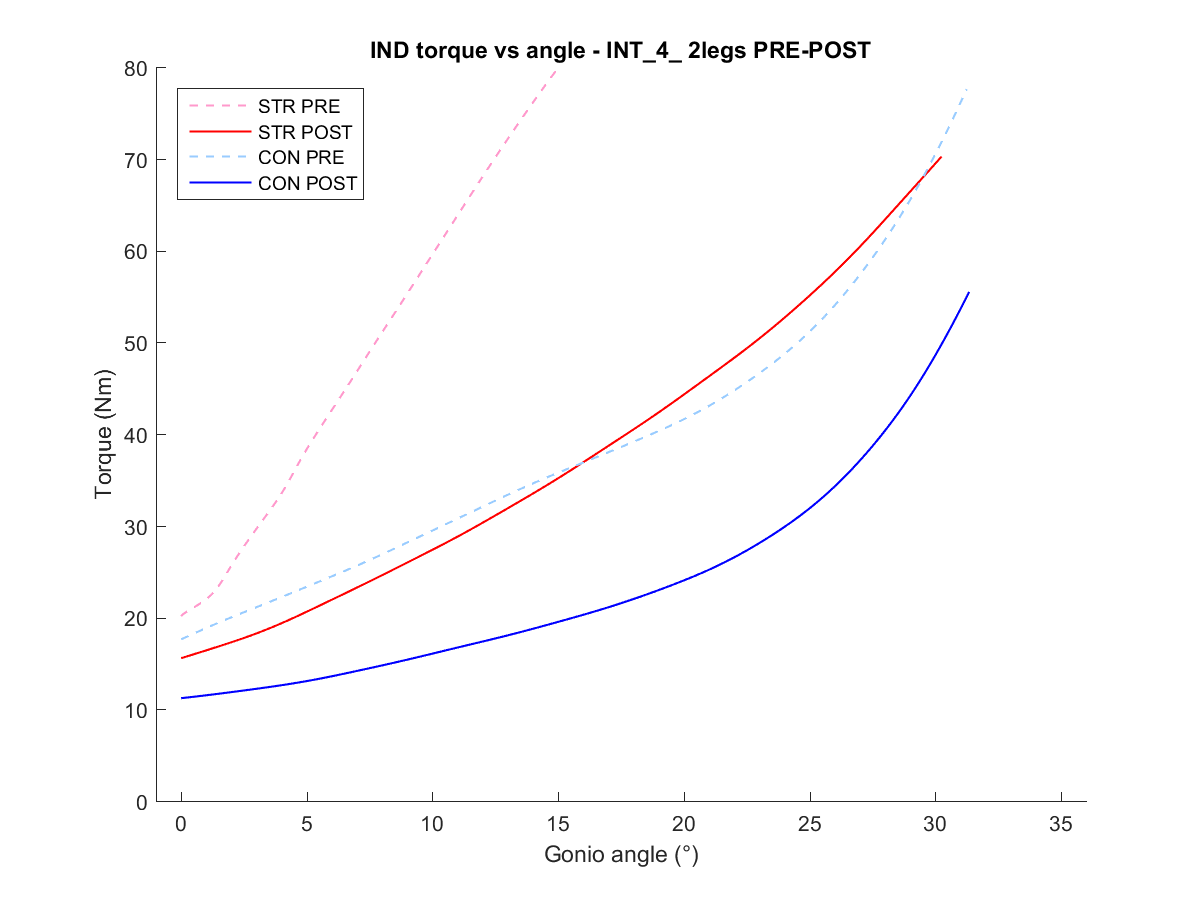 IND torque vs angle - INT_4_ 2legs PRE-POST
STR PRE
STR POST
CON PRE
CON POST
80
70
60
50
40
30
20
10
0
Torque (Nm)
0 5 10 15 20 25 30 35
Gonio angle (°)